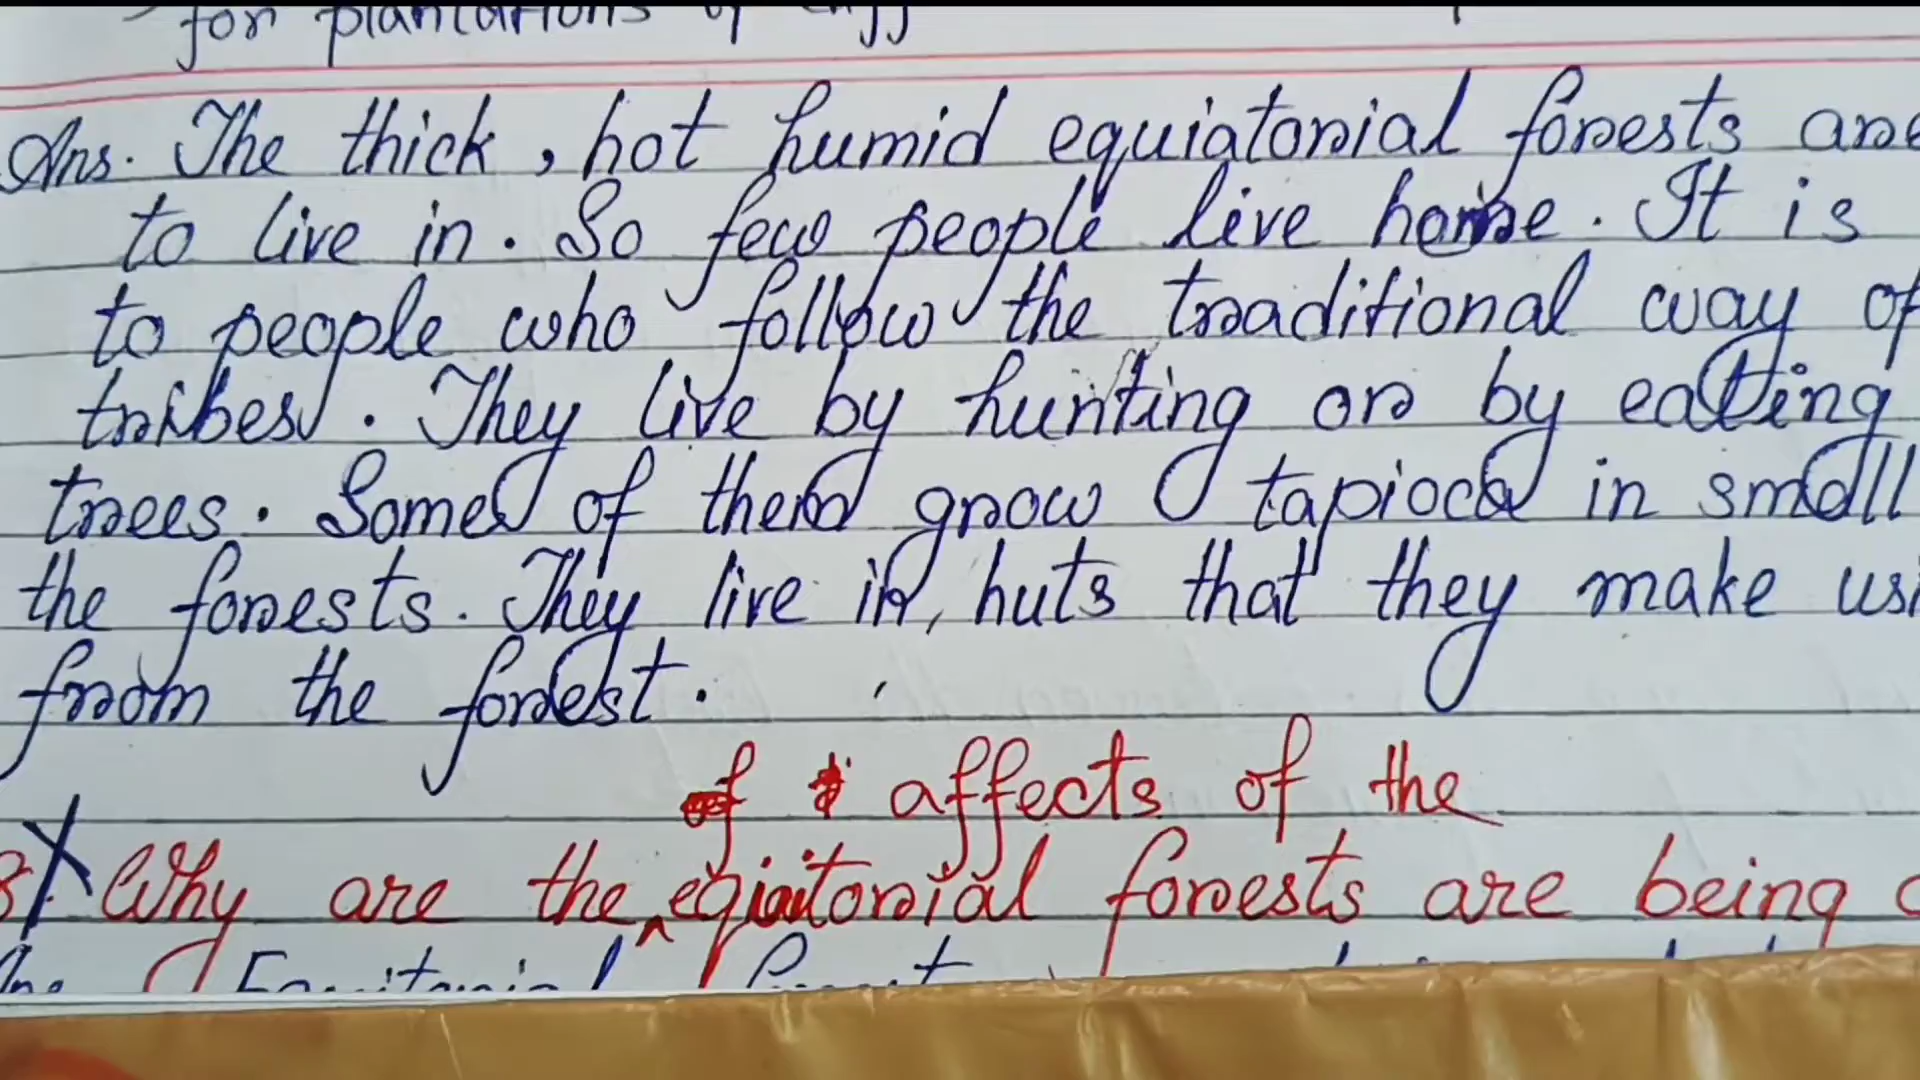 for plantations of
Ans. The thick, hot humid equiatorial forests are
to live in. So few people live here. It is
to people who follow the traditional way of
tribes. They live by hunting or by eating
trees. Some of them grow tapioca in small
the forests. They live in, huts that they make usi
from the forest.
of affects of the
8. Why are the ^ eqiatorial forests are being
Ans